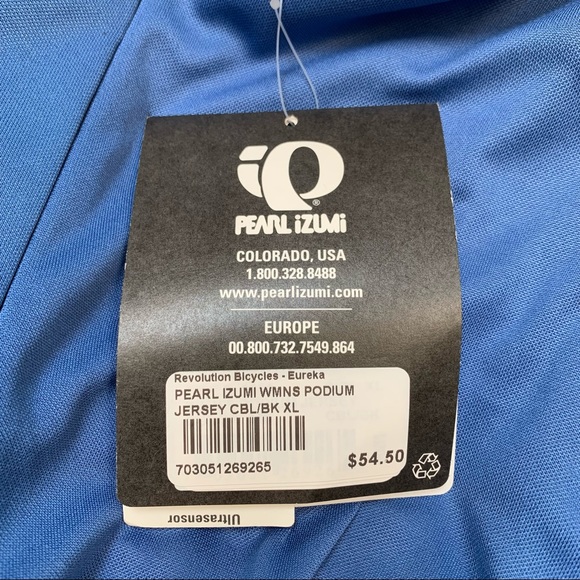 PEARL iZUMi
COLORADO, USA
1.800.328.8488
www.pearlizumi.com
EUROPE
00.800.732.7549.864
Revolution Bicycles - Eureka
PEARL IZUMI WMNS PODIUM
JERSEY CBL/BK XL
703051269265
$54.50
Ultrasensor